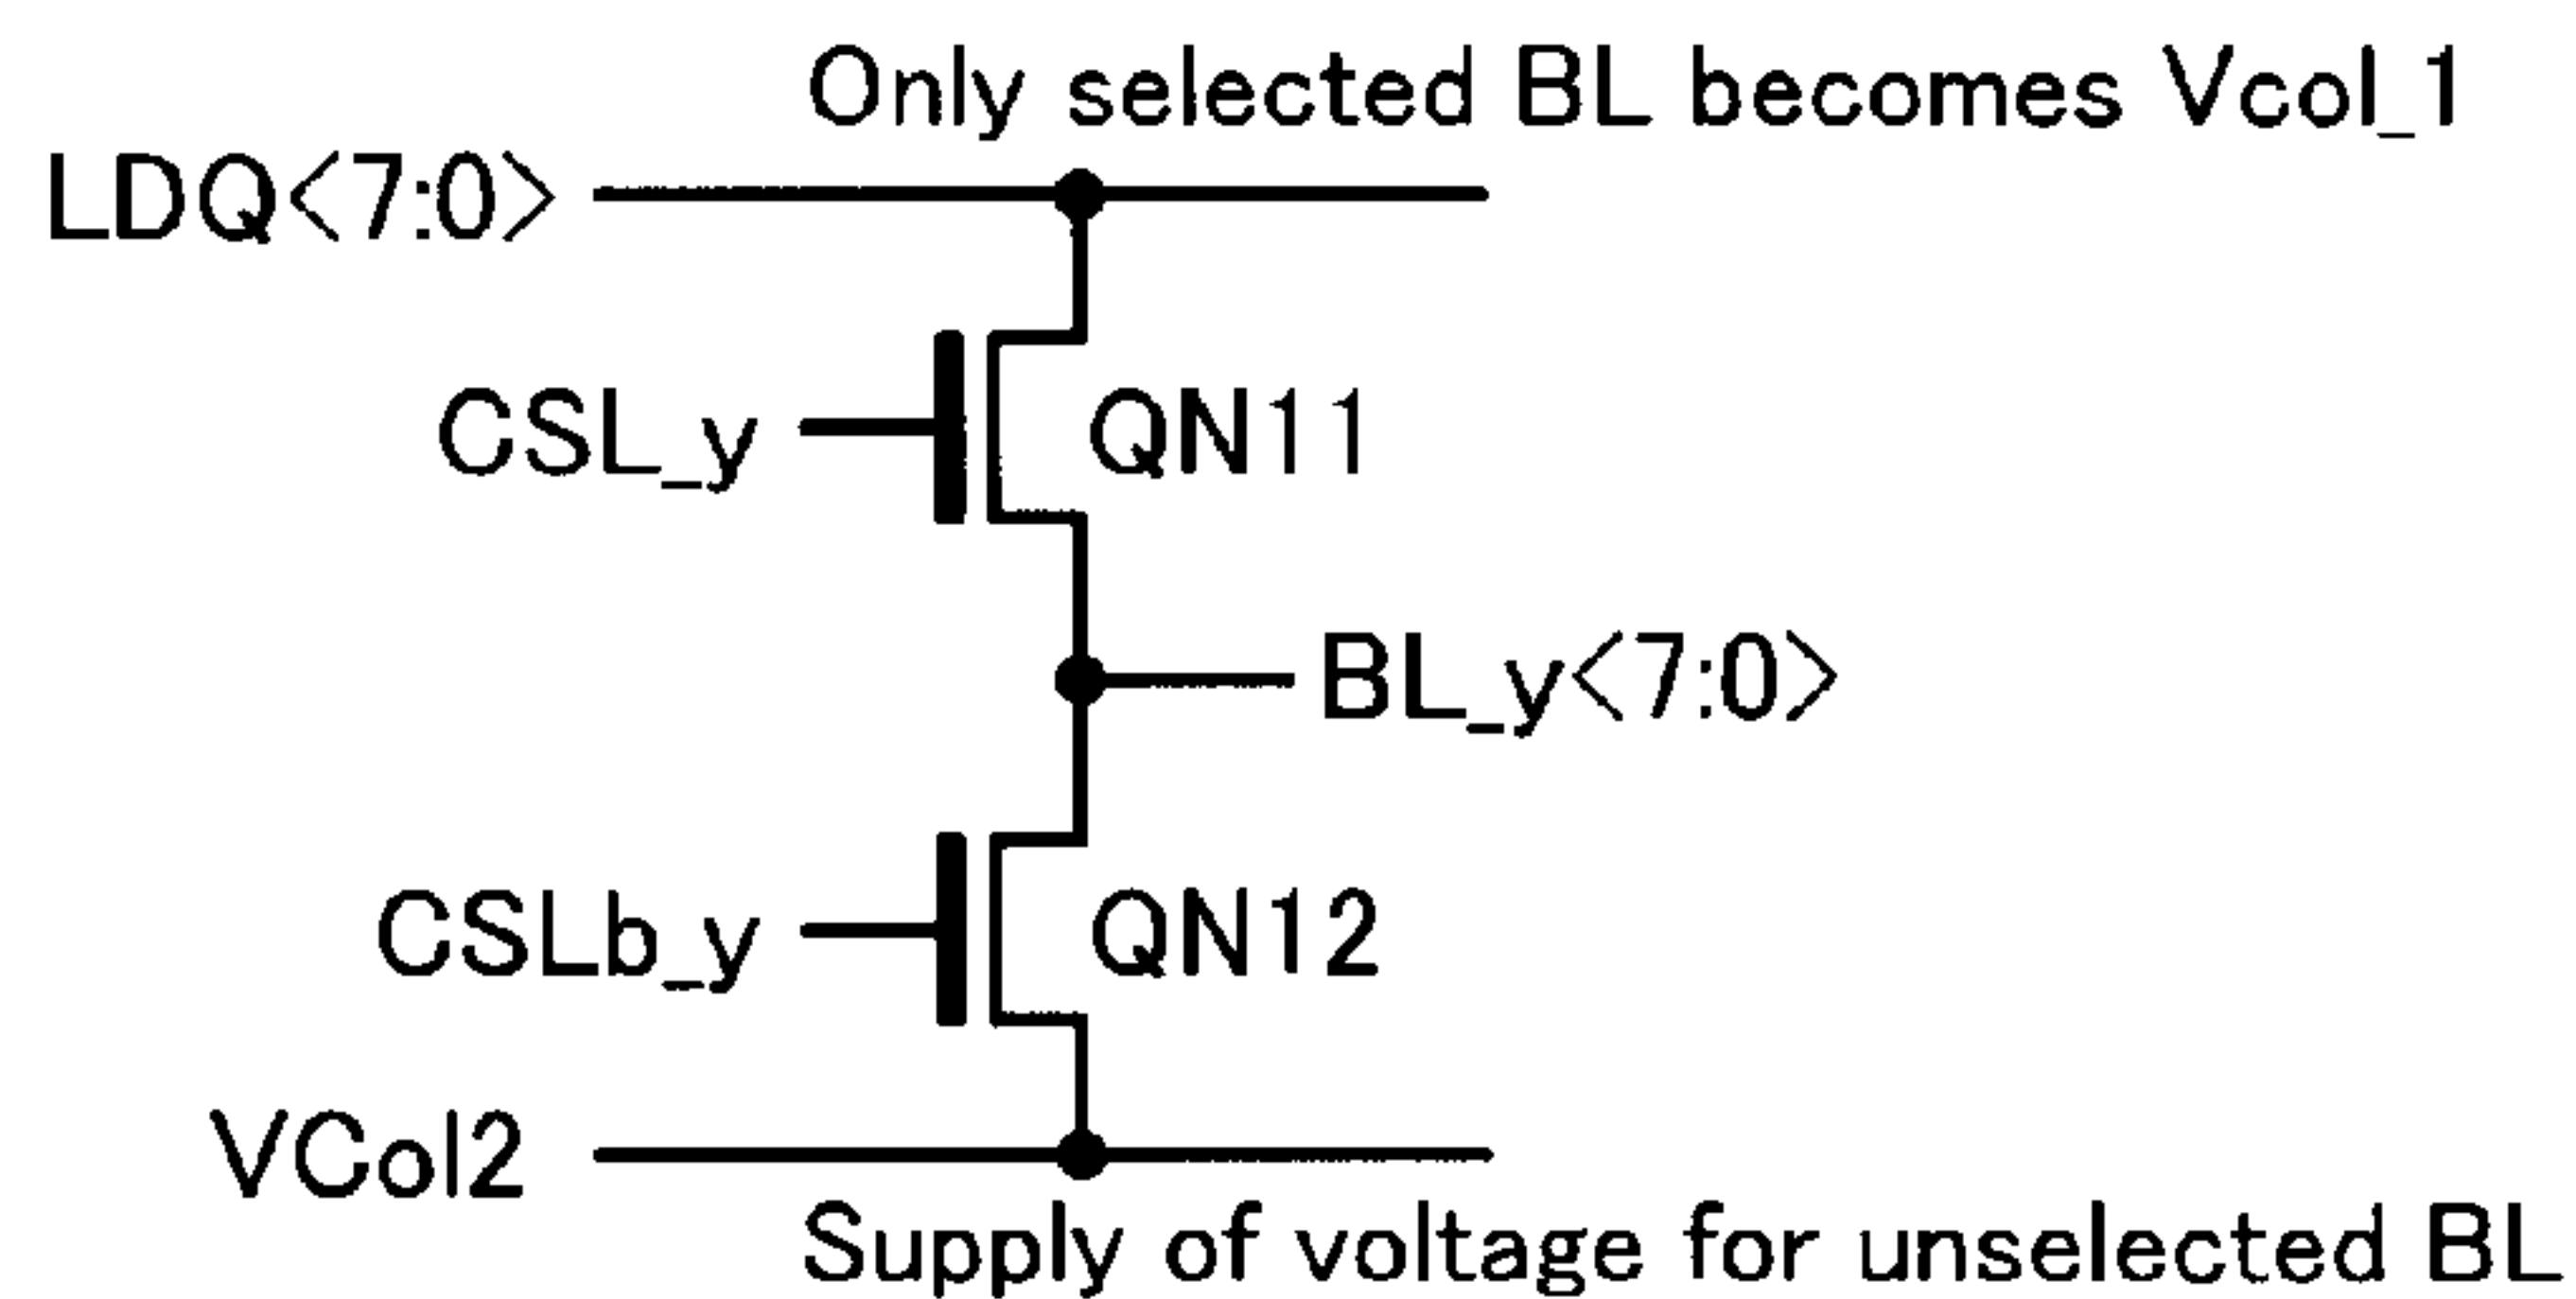 Only selected BL becomes Vcol_1
LDQ<7:0>
CSL_y
QN11
BL_y<7:0>
CSLb_y
QN12
VCol2
Supply of voltage for unselected BL